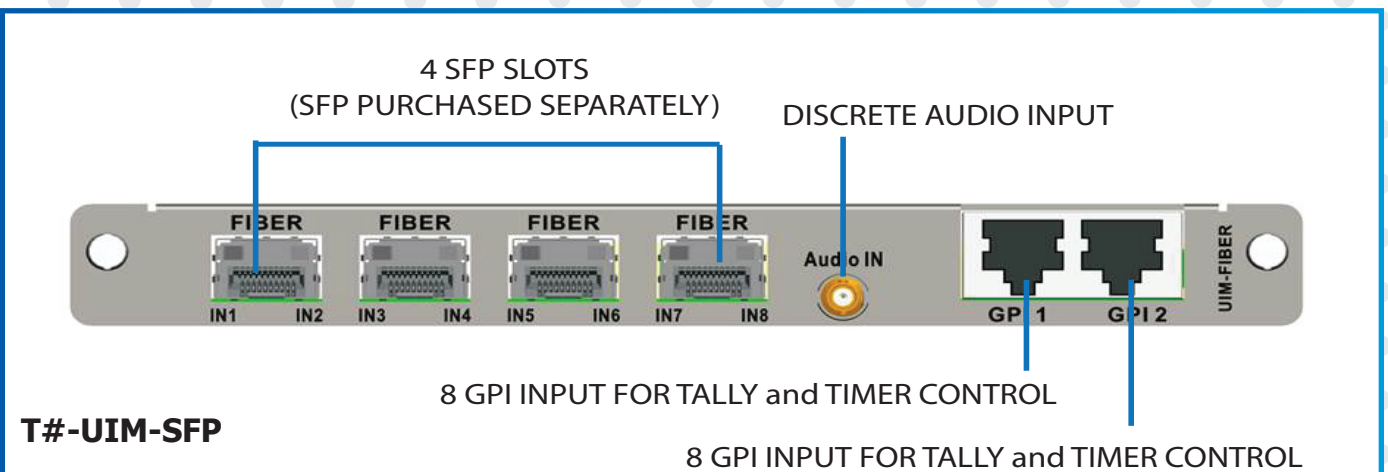 4 SFP SLOTS
(SFP PURCHASED SEPARATELY)
DISCRETE AUDIO INPUT
FIBER FIBER FIBER FIBER
Audio IN
UIM-FIBER
IN1 IN2 IN3 IN4 IN5 IN6 IN7 IN8
GPI 1 GPI 2
8 GPI INPUT FOR TALLY and TIMER CONTROL
T#-UIM-SFP
8 GPI INPUT FOR TALLY and TIMER CONTROL